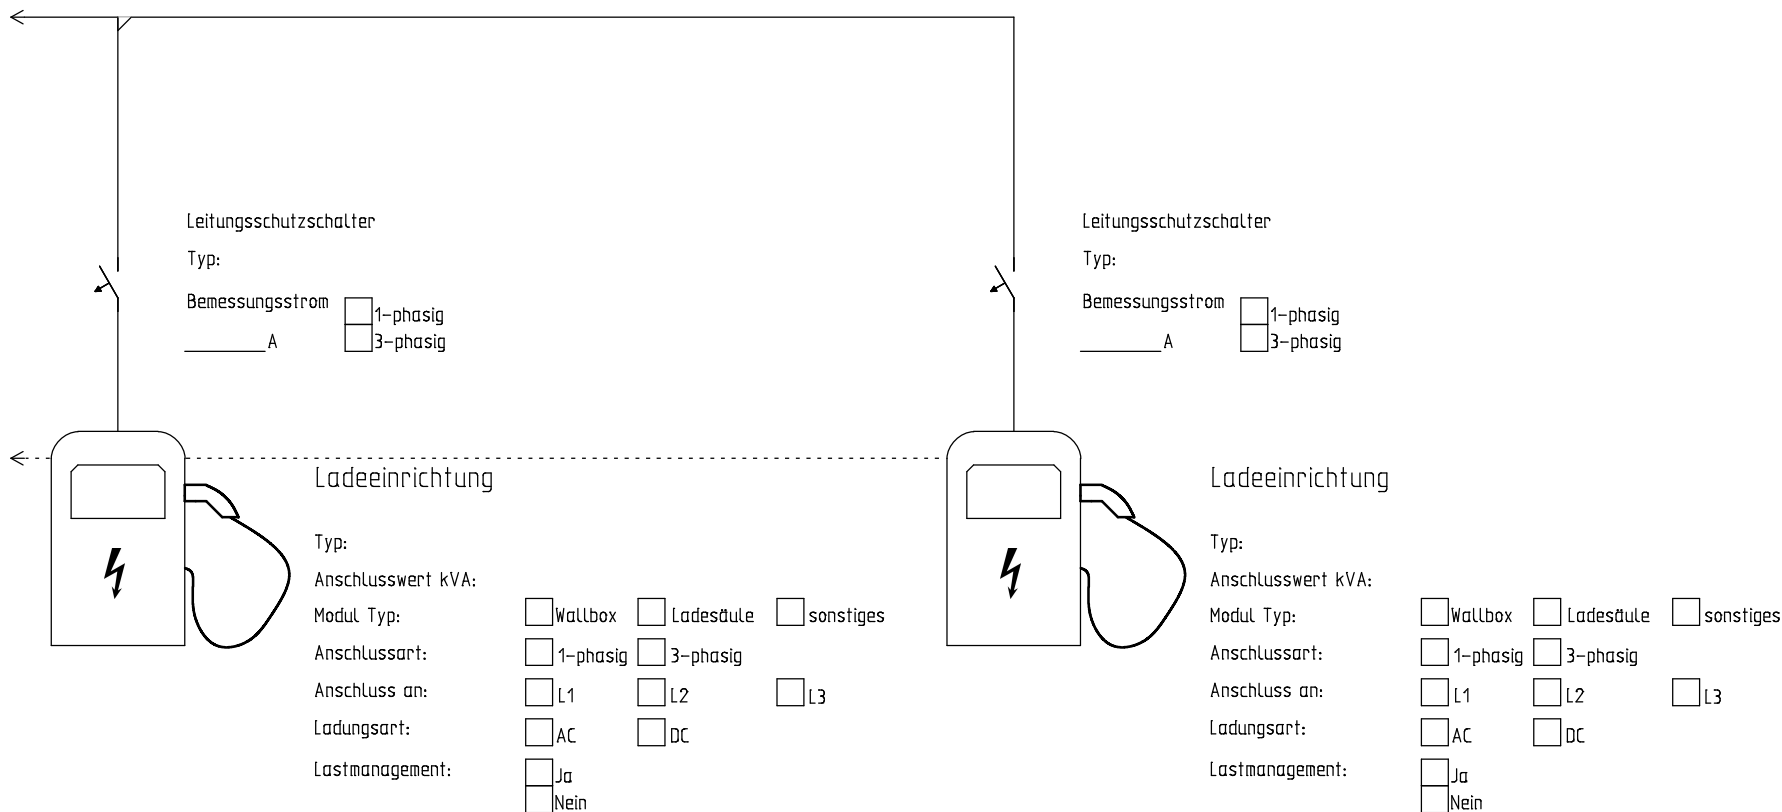 Leitungsschutzschalter
Typ:
Bemessungsstrom
1-phasig
______A
3-phasig
Leitungsschutzschalter
Typ:
Bemessungsstrom
1-phasig
______A
3-phasig
Ladeeinrichtung
Typ:
Anschlusswert kVA:
Modul Typ: Wallbox Ladesäule sonstiges
Anschlussart: 1-phasig 3-phasig
Anschluss an: L1 L2 L3
Ladungsart: AC DC
Lastmanagement: Ja
Nein
Ladeeinrichtung
Typ:
Anschlusswert kVA:
Modul Typ: Wallbox Ladesäule sonstiges
Anschlussart: 1-phasig 3-phasig
Anschluss an: L1 L2 L3
Ladungsart: AC DC
Lastmanagement: Ja
Nein